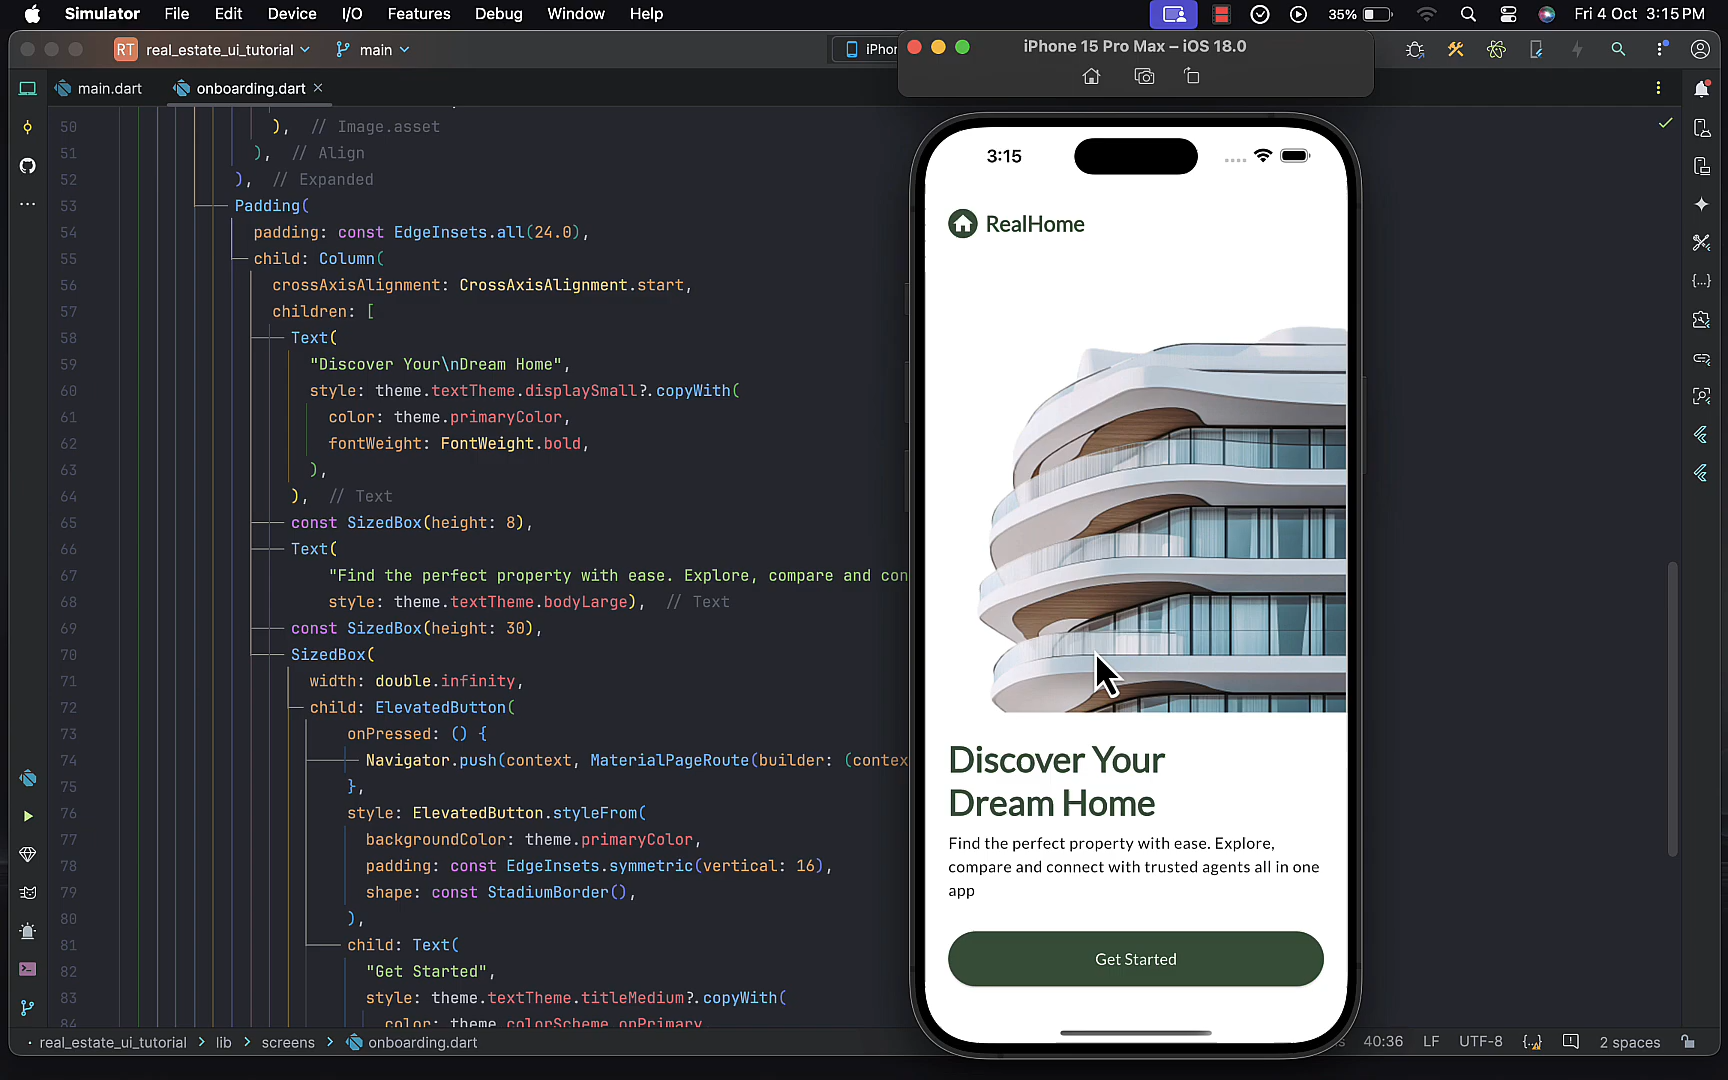 Simulator File Edit Device I/O Features Debug Window Help 35% Fri 4 Oct 3:15 PM
RT real_estate_ui_tutorial main
iPhon
iPhone 15 Pro Max – iOS 18.0
main.dart onboarding.dart
50 ), // Image.asset
51 ), // Align
52 ), // Expanded
53 Padding(
54 padding: const EdgeInsets.all(24.0),
55 child: Column(
56 crossAxisAlignment: CrossAxisAlignment.start,
57 children: [
58 Text(
59 "Discover Your\nDream Home",
60 style: theme.textTheme.displaySmall?.copyWith(
61 color: theme.primaryColor,
62 fontWeight: FontWeight.bold,
63 ),
64 ), // Text
65 const SizedBox(height: 8),
66 Text(
67 "Find the perfect property with ease. Explore, compare and con
68 style: theme.textTheme.bodyLarge), // Text
69 const SizedBox(height: 30),
70 SizedBox(
71 width: double.infinity,
72 child: ElevatedButton(
73 onPressed: () {
74 Navigator.push(context, MaterialPageRoute(builder: (contex
75 },
76 style: ElevatedButton.styleFrom(
77 backgroundColor: theme.primaryColor,
78 padding: const EdgeInsets.symmetric(vertical: 16),
79 shape: const StadiumBorder(),
80 ),
81 child: Text(
82 "Get Started",
83 style: theme.textTheme.titleMedium?.copyWith(
84 color: theme.colorScheme.onPrimary
3:15
RealHome
Discover Your
Dream Home
Find the perfect property with ease. Explore,
compare and connect with trusted agents all in one
app
Get Started
real_estate_ui_tutorial > lib > screens > onboarding.dart 40:36 LF UTF-8 2 spaces